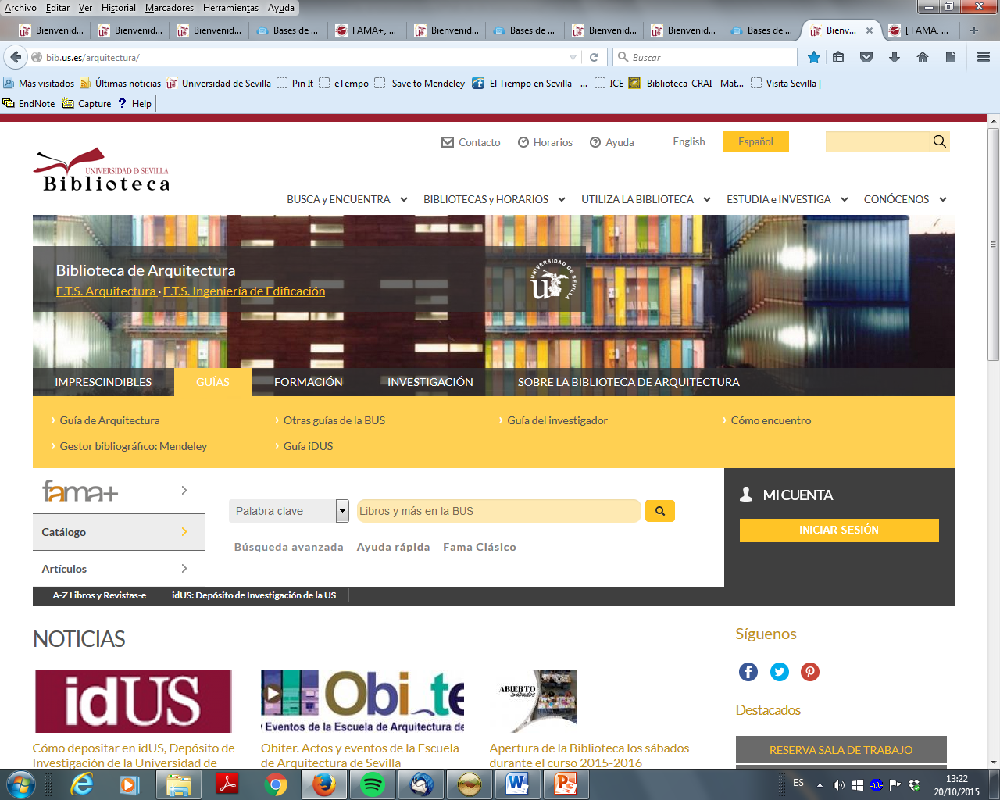 Archivo Editar Ver Historial Marcadores Herramientas Ayuda
Bienvenid... Bienvenid... Bienvenid... Bases de ... FAMA+, ... Bienvenid... Bases de ... Bienvenid... Bienvenid... Bases de ... Bienv... [ FAMA, ...
bib.us.es/arquitectura/ Buscar
Más visitados Últimas noticias Universidad de Sevilla Pin It eTempo Save to Mendeley El Tiempo en Sevilla - ... ICE Biblioteca-CRAI - Mat... Visita Sevilla |
EndNote Capture Help
Contacto Horarios Ayuda English Español
UNIVERSIDAD D SEVILLA
Biblioteca
BUSCA y ENCUENTRA BIBLIOTECAS y HORARIOS UTILIZA LA BIBLIOTECA ESTUDIA e INVESTIGA CONÓCENOS
Biblioteca de Arquitectura
E.T.S. Arquitectura · E.T.S. Ingeniería de Edificación
UNIVERSIDAD DE SEVILLA
IMPRESCINDIBLES GUÍAS FORMACIÓN INVESTIGACIÓN SOBRE LA BIBLIOTECA DE ARQUITECTURA
› Guía de Arquitectura › Otras guías de la BUS › Guía del investigador › Cómo encuentro
› Gestor bibliográfico: Mendeley › Guía iDUS
fama+
Catálogo
Artículos
Palabra clave Libros y más en la BUS
Búsqueda avanzada Ayuda rápida Fama Clásico
MI CUENTA
INICIAR SESIÓN
A-Z Libros y Revistas-e idUS: Depósito de Investigación de la US
NOTICIAS
idUS
Cómo depositar en idUS, Depósito
Investigación de la Universidad de
Obi_te
y Eventos de la Escuela de Arquitectura de
Obiter. Actos y eventos de la Escuela
de Arquitectura de Sevilla
ABIERTO
Sábados
Apertura de la Biblioteca los sábados
durante el curso 2015-2016
Síguenos
Destacados
RESERVA SALA DE TRABAJO
ES 13:22
20/10/2015